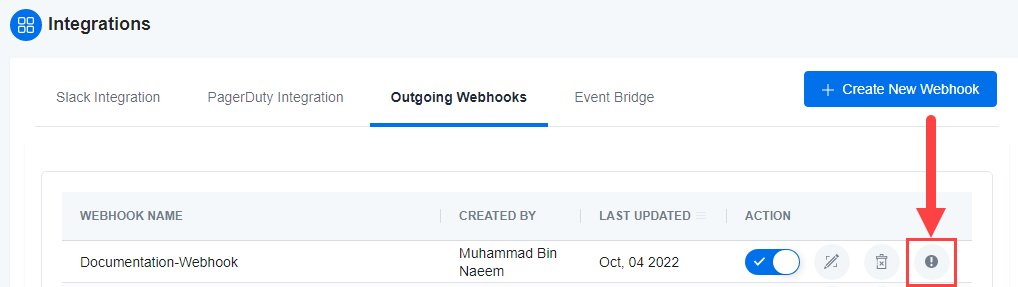 Integrations
Slack Integration PagerDuty Integration Outgoing Webhooks Event Bridge
+ Create New Webhook
WEBHOOK NAME CREATED BY LAST UPDATED ACTION
Documentation-Webhook Muhammad Bin Oct, 04 2022
Naeem